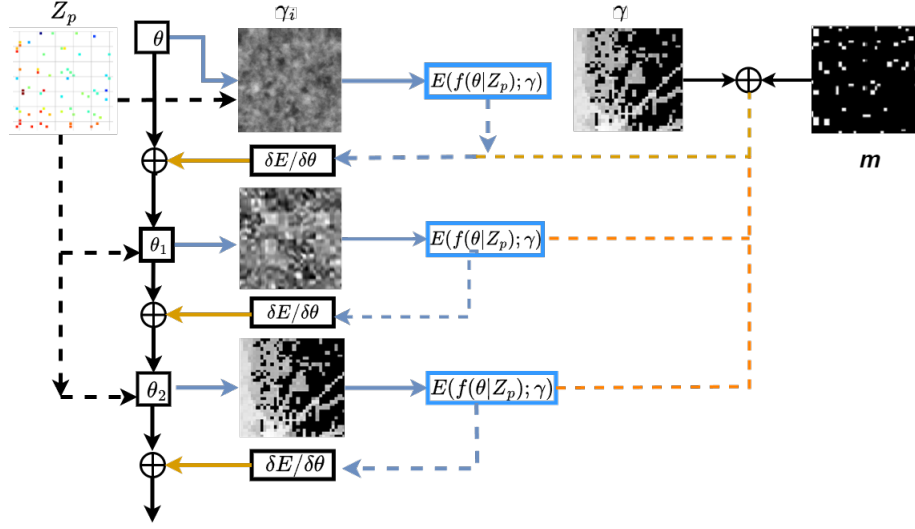 Z_p
γ_i
γ
θ
E(f(θ|Z_p);γ)
δE/δθ
m
θ_1
E(f(θ|Z_p);γ)
δE/δθ
θ_2
E(f(θ|Z_p);γ)
δE/δθ